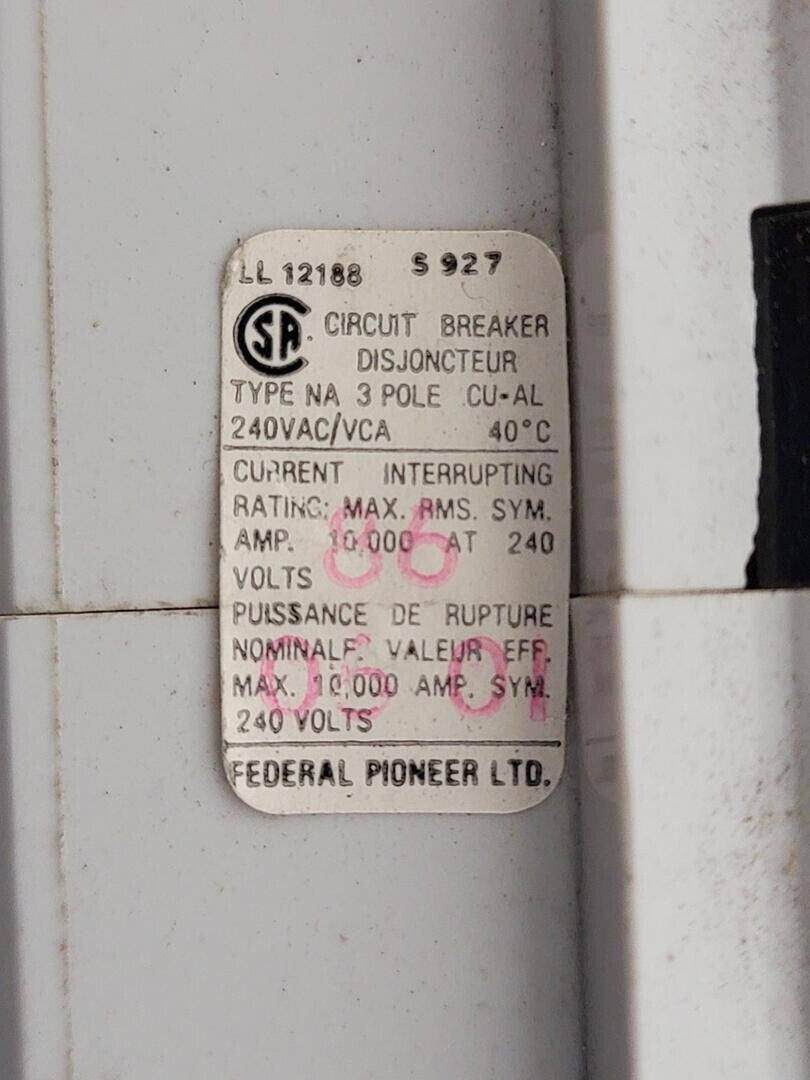 LL 12188 S 927
CSA. CIRCUIT BREAKER
DISJONCTEUR
TYPE NA 3 POLE CU-AL
240VAC/VCA 40°C
CURRENT INTERRUPTING
RATING: MAX. RMS. SYM.
AMP. 10,000 AT 240
VOLTS
86
PUISSANCE DE RUPTURE
NOMINALE. VALEUR EFF.
MAX. 10,000 AMP. SYM.
240 VOLTS
01
FEDERAL PIONEER LTD.